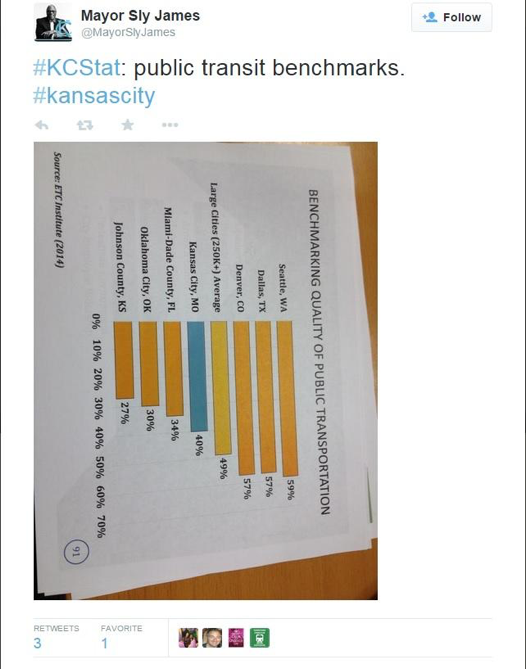 Mayor Sly James
@MayorSlyJames
Follow
#KCStat: public transit benchmarks.
#kansascity
BENCHMARKING QUALITY OF PUBLIC TRANSPORTATION
Seattle, WA 59%
Dallas, TX 57%
Denver, CO 57%
Large Cities (250K+) Average 49%
Kansas City, MO 40%
Miami-Dade County, FL 34%
Oklahoma City, OK 30%
Johnson County, KS 27%
0% 10% 20% 30% 40% 50% 60% 70%
Source: ETC Institute (2014)
91
RETWEETS FAVORITE
3 1